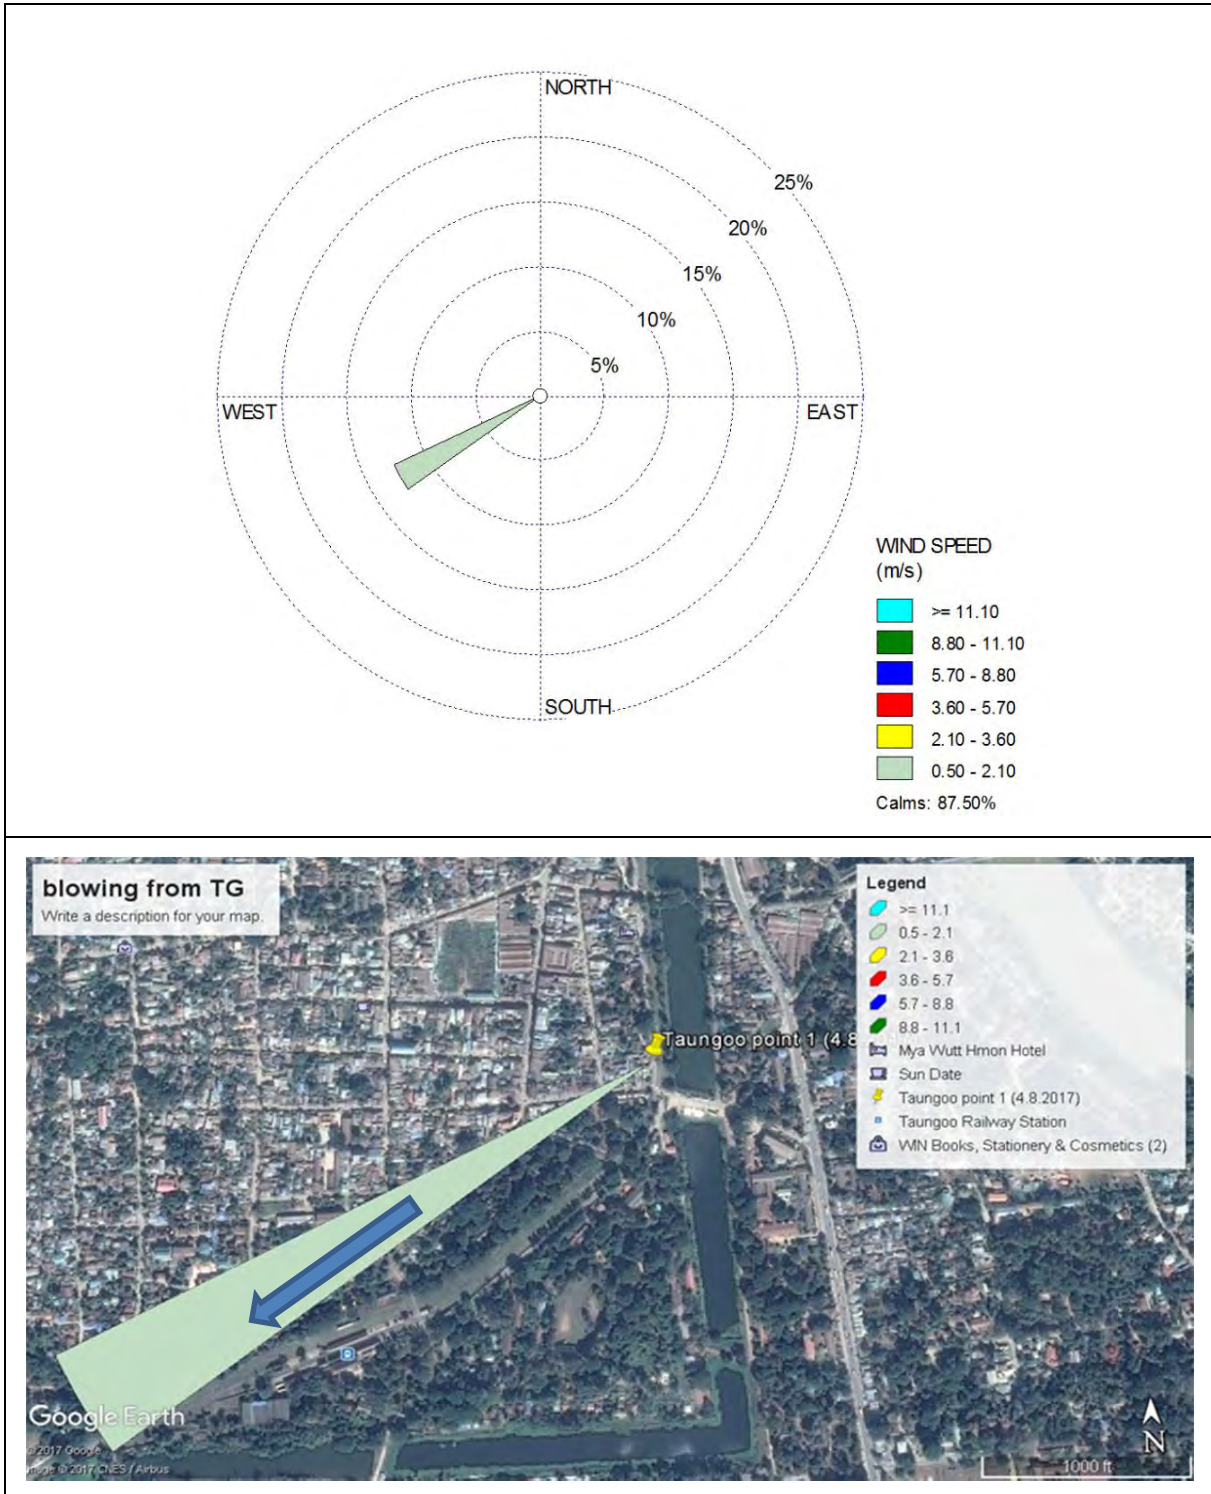 NORTH
25%
20%
15%
10%
5%
WEST
EAST
SOUTH
WIND SPEED
(m/s)
>= 11.10
8.80 - 11.10
5.70 - 8.80
3.60 - 5.70
2.10 - 3.60
0.50 - 2.10
Calms: 87.50%
blowing from TG
Write a description for your map.
Legend
>= 11.1
0.5 - 2.1
2.1 - 3.6
3.6 - 5.7
5.7 - 8.8
8.8 - 11.1
Mya Wutt Hmon Hotel
Sun Date
Taungoo point 1 (4.8.2017)
Taungoo Railway Station
WIN Books, Stationery & Cosmetics (2)
Taungoo point 1 (4.8
Google Earth
© 2017 Google
Image © 2017 CNES / Airbus
N
1000 ft